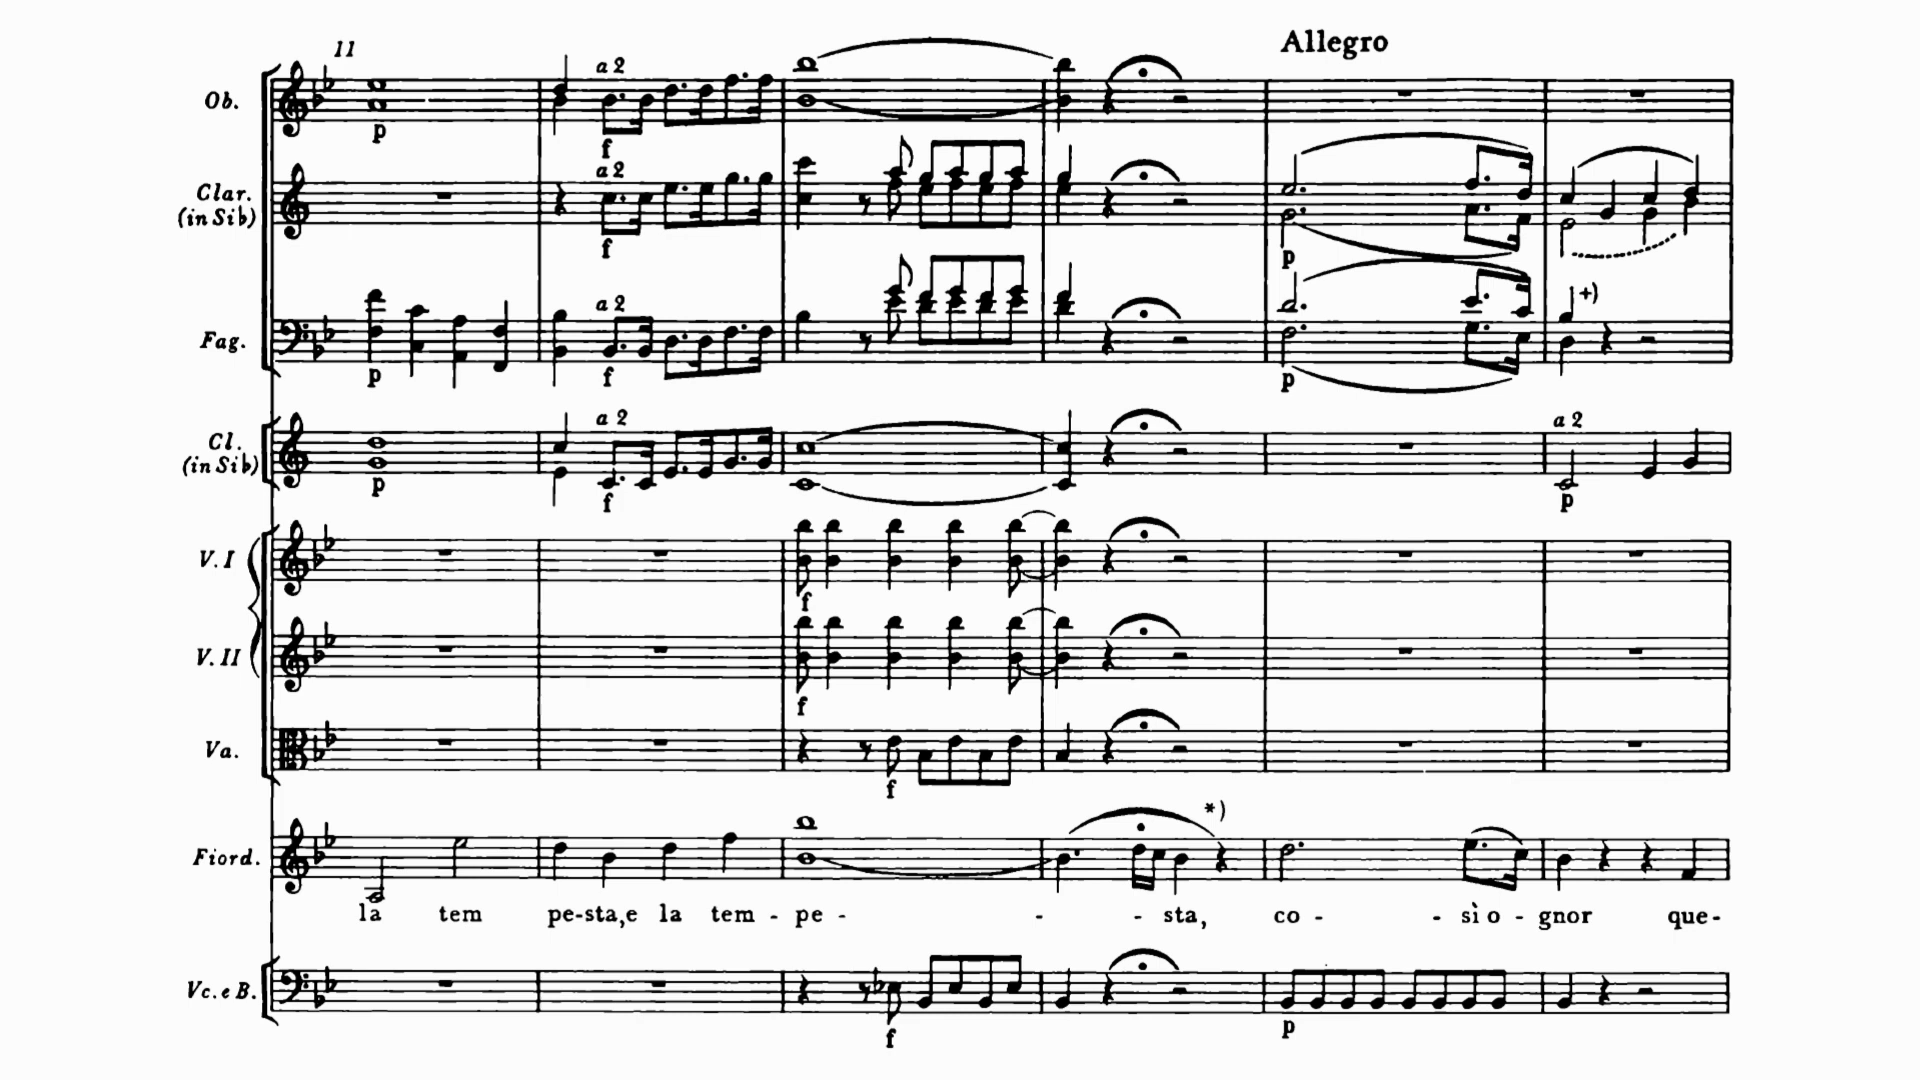 11
Allegro
Ob.
a 2
p
f
Clar.
(in Sib)
a 2
f
p
Fag.
a 2
+)
p
f
p
Cl.
(in Sib)
a 2
a 2
p
f
p
V. I
f
V. II
f
Va.
f
*)
Fiord.
la tem pe-sta,e la tem - pe - - - sta, co - - sì o - gnor que-
Vc. e B.
f
p